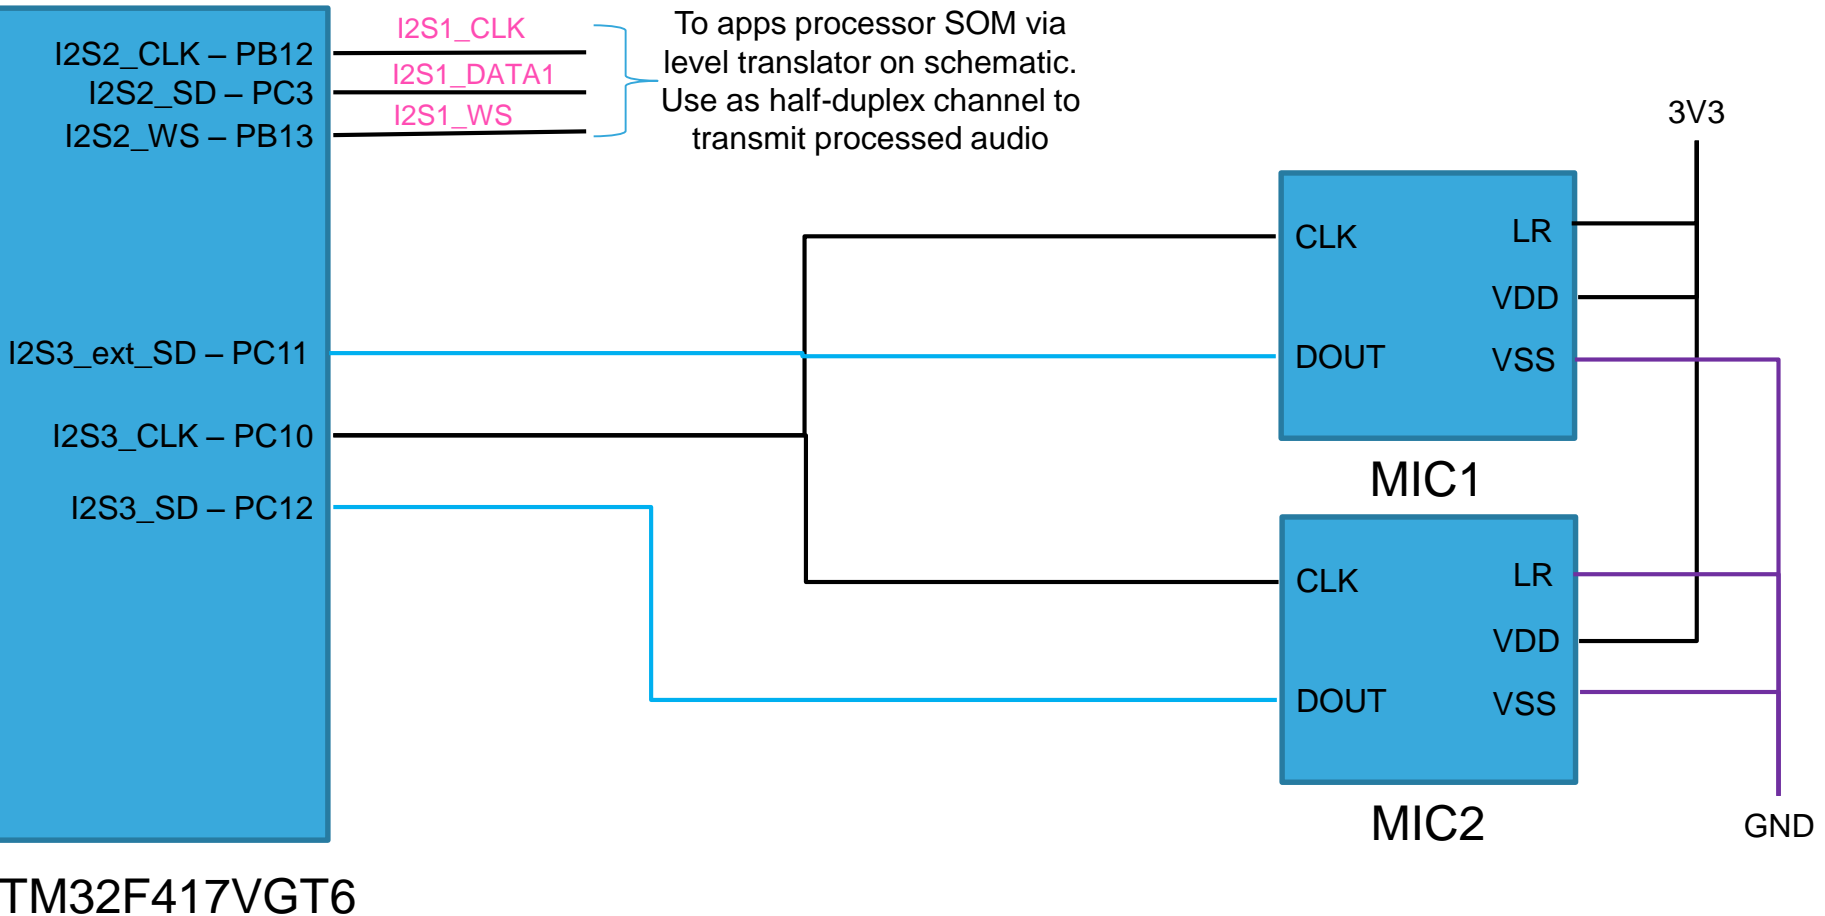 I2S2_CLK – PB12
I2S2_SD – PC3
I2S2_WS – PB13
I2S1_CLK
I2S1_DATA1
I2S1_WS
To apps processor SOM via
level translator on schematic.
Use as half-duplex channel to
transmit processed audio
3V3
I2S3_ext_SD – PC11
I2S3_CLK – PC10
I2S3_SD – PC12
CLK
LR
VDD
DOUT
VSS
MIC1
CLK
LR
VDD
DOUT
VSS
MIC2
GND
TM32F417VGT6